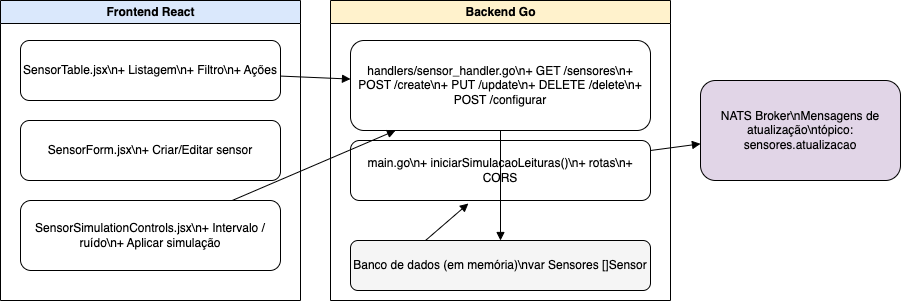 Frontend React
SensorTable.jsx\n+ Listagem\n+ Filtro\n+ Ações
SensorForm.jsx\n+ Criar/Editar sensor
SensorSimulationControls.jsx\n+ Intervalo /
ruído\n+ Aplicar simulação
Backend Go
handlers/sensor_handler.go\n+ GET /sensores\n+
POST /create\n+ PUT /update\n+ DELETE /delete\n+
POST /configurar
main.go\n+ iniciarSimulacaoLeituras()\n+ rotas\n+
CORS
Banco de dados (em memória)\nvar Sensores []Sensor
NATS Broker\nMensagens de
atualização\ntópico:
sensores.atualizacao